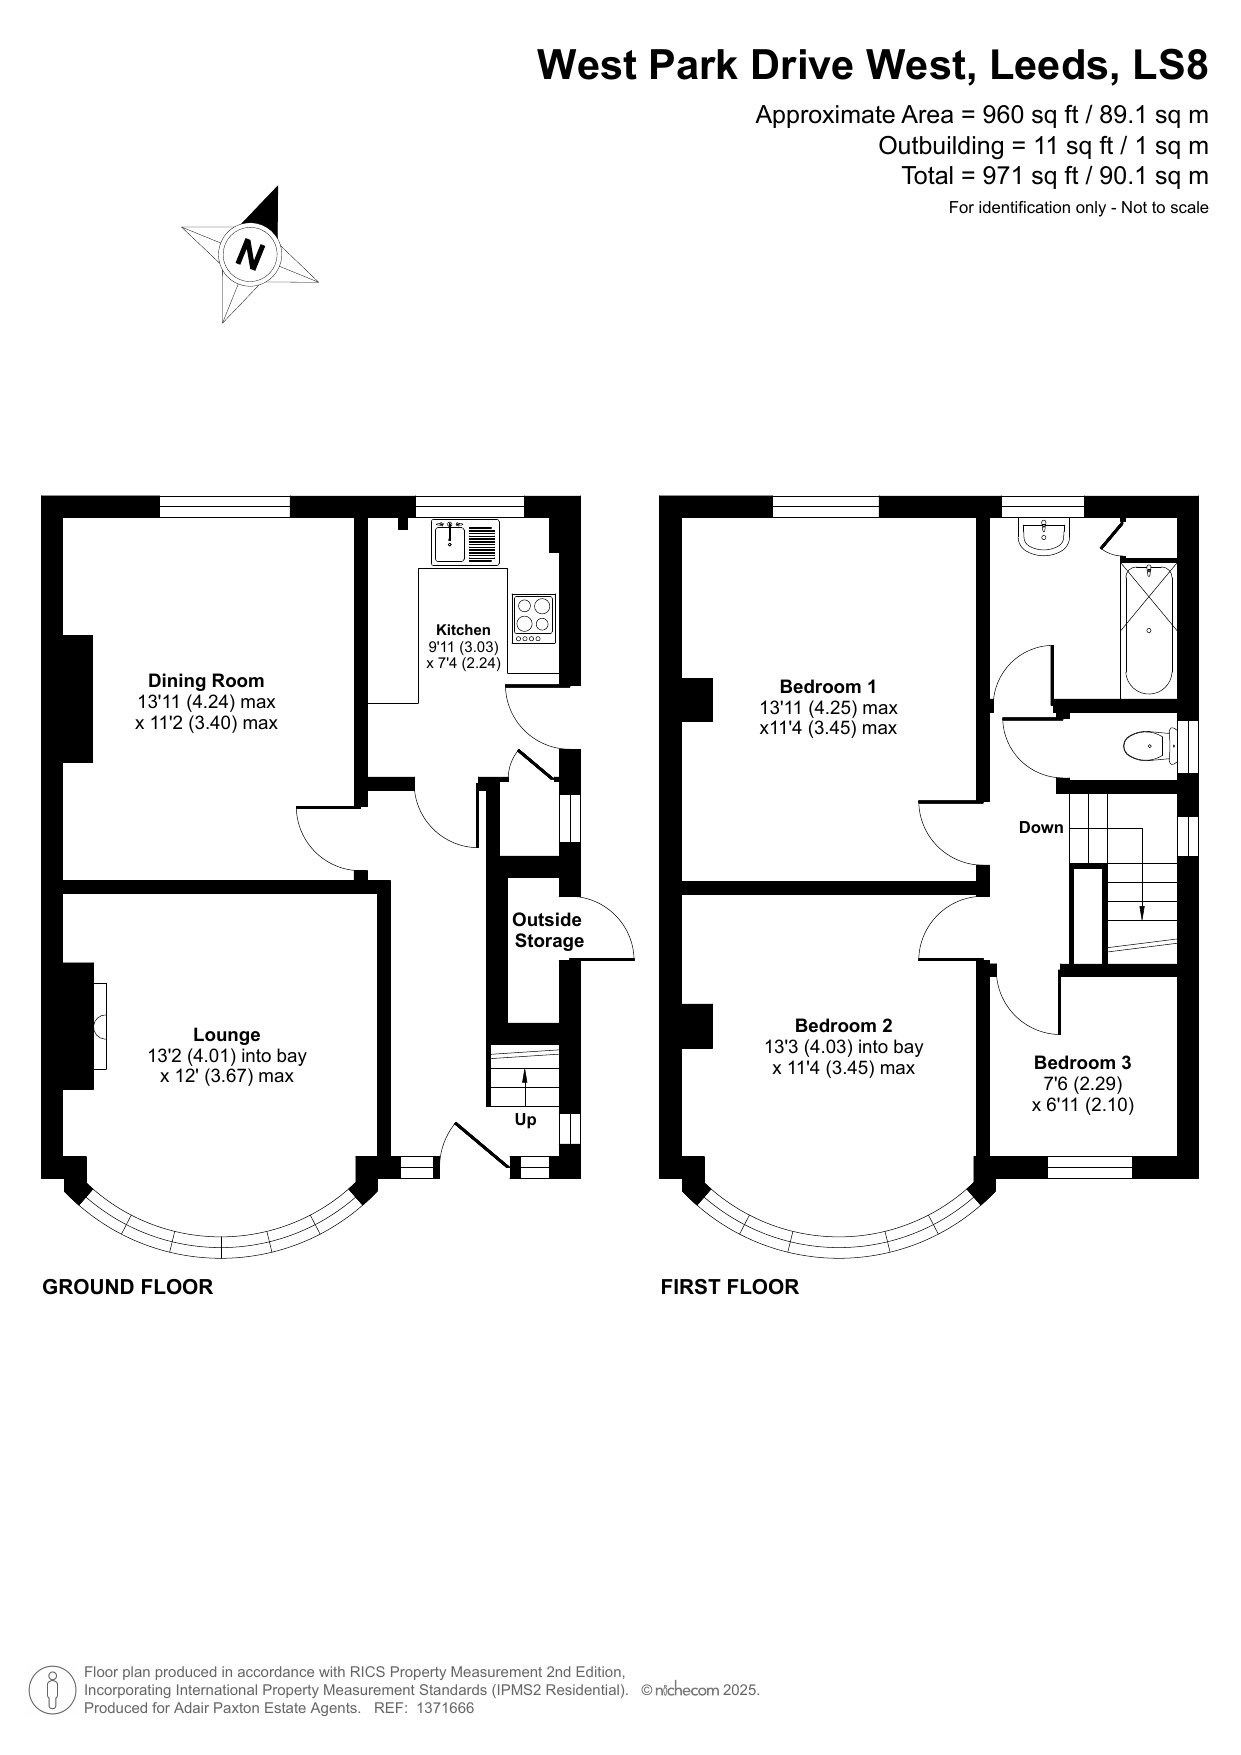 West Park Drive West, Leeds, LS8
Approximate Area = 960 sq ft / 89.1 sq m
Outbuilding = 11 sq ft / 1 sq m
Total = 971 sq ft / 90.1 sq m
For identification only - Not to scale
N
Kitchen
9'11 (3.03)
x 7'4 (2.24)
Dining Room
13'11 (4.24) max
x 11'2 (3.40) max
Outside
Storage
Lounge
13'2 (4.01) into bay
x 12' (3.67) max
Up
GROUND FLOOR
Bedroom 1
13'11 (4.25) max
x11'4 (3.45) max
Down
Bedroom 2
13'3 (4.03) into bay
x 11'4 (3.45) max
Bedroom 3
7'6 (2.29)
x 6'11 (2.10)
FIRST FLOOR
Floor plan produced in accordance with RICS Property Measurement 2nd Edition,
Incorporating International Property Measurement Standards (IPMS2 Residential). © nichecom 2025.
Produced for Adair Paxton Estate Agents. REF: 1371666